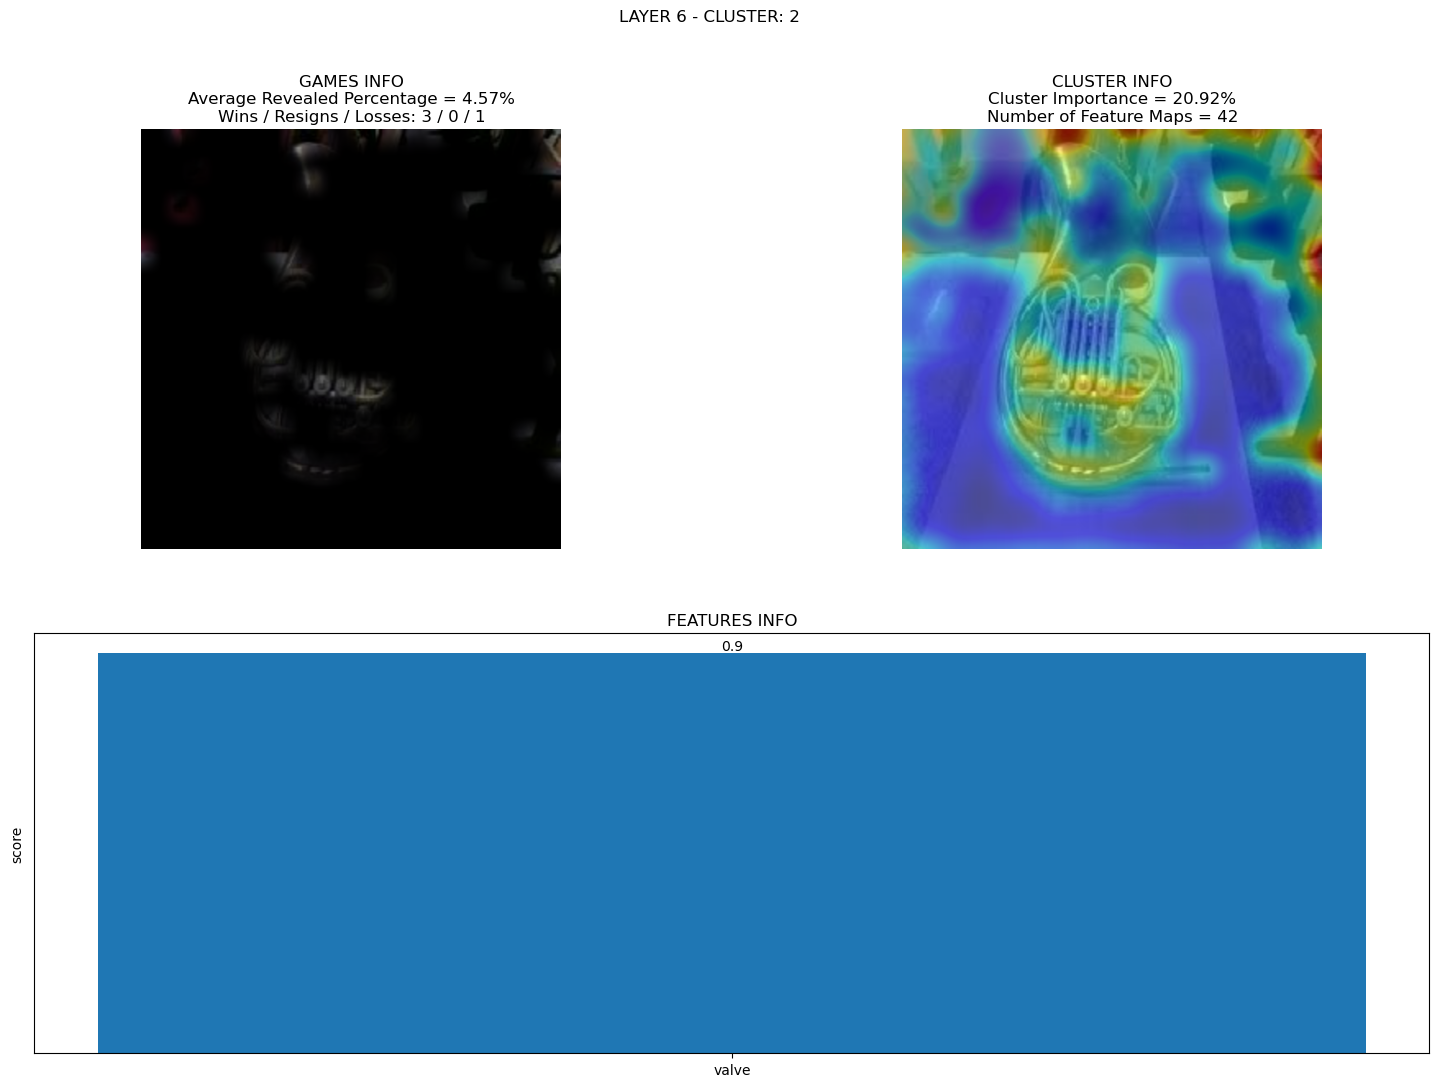 LAYER 6 - CLUSTER: 2
GAMES INFO
Average Revealed Percentage = 4.57%
Wins / Resigns / Losses: 3 / 0 / 1
CLUSTER INFO
Cluster Importance = 20.92%
Number of Feature Maps = 42
FEATURES INFO
0.9
score
valve